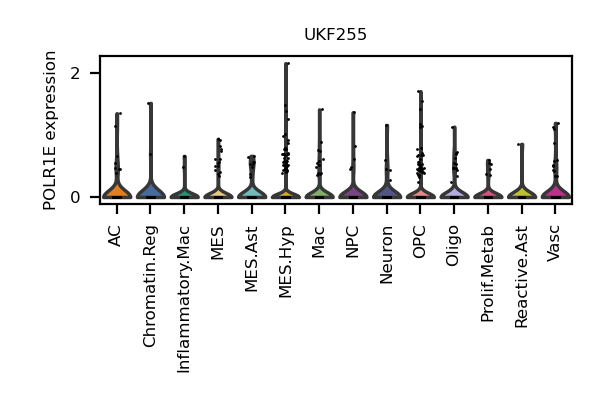 UKF255
POLR1E expression
2
0
AC
Chromatin.Reg
Inflammatory.Mac
MES
MES.Ast
MES.Hyp
Mac
NPC
Neuron
OPC
Oligo
Prolif.Metab
Reactive.Ast
Vasc